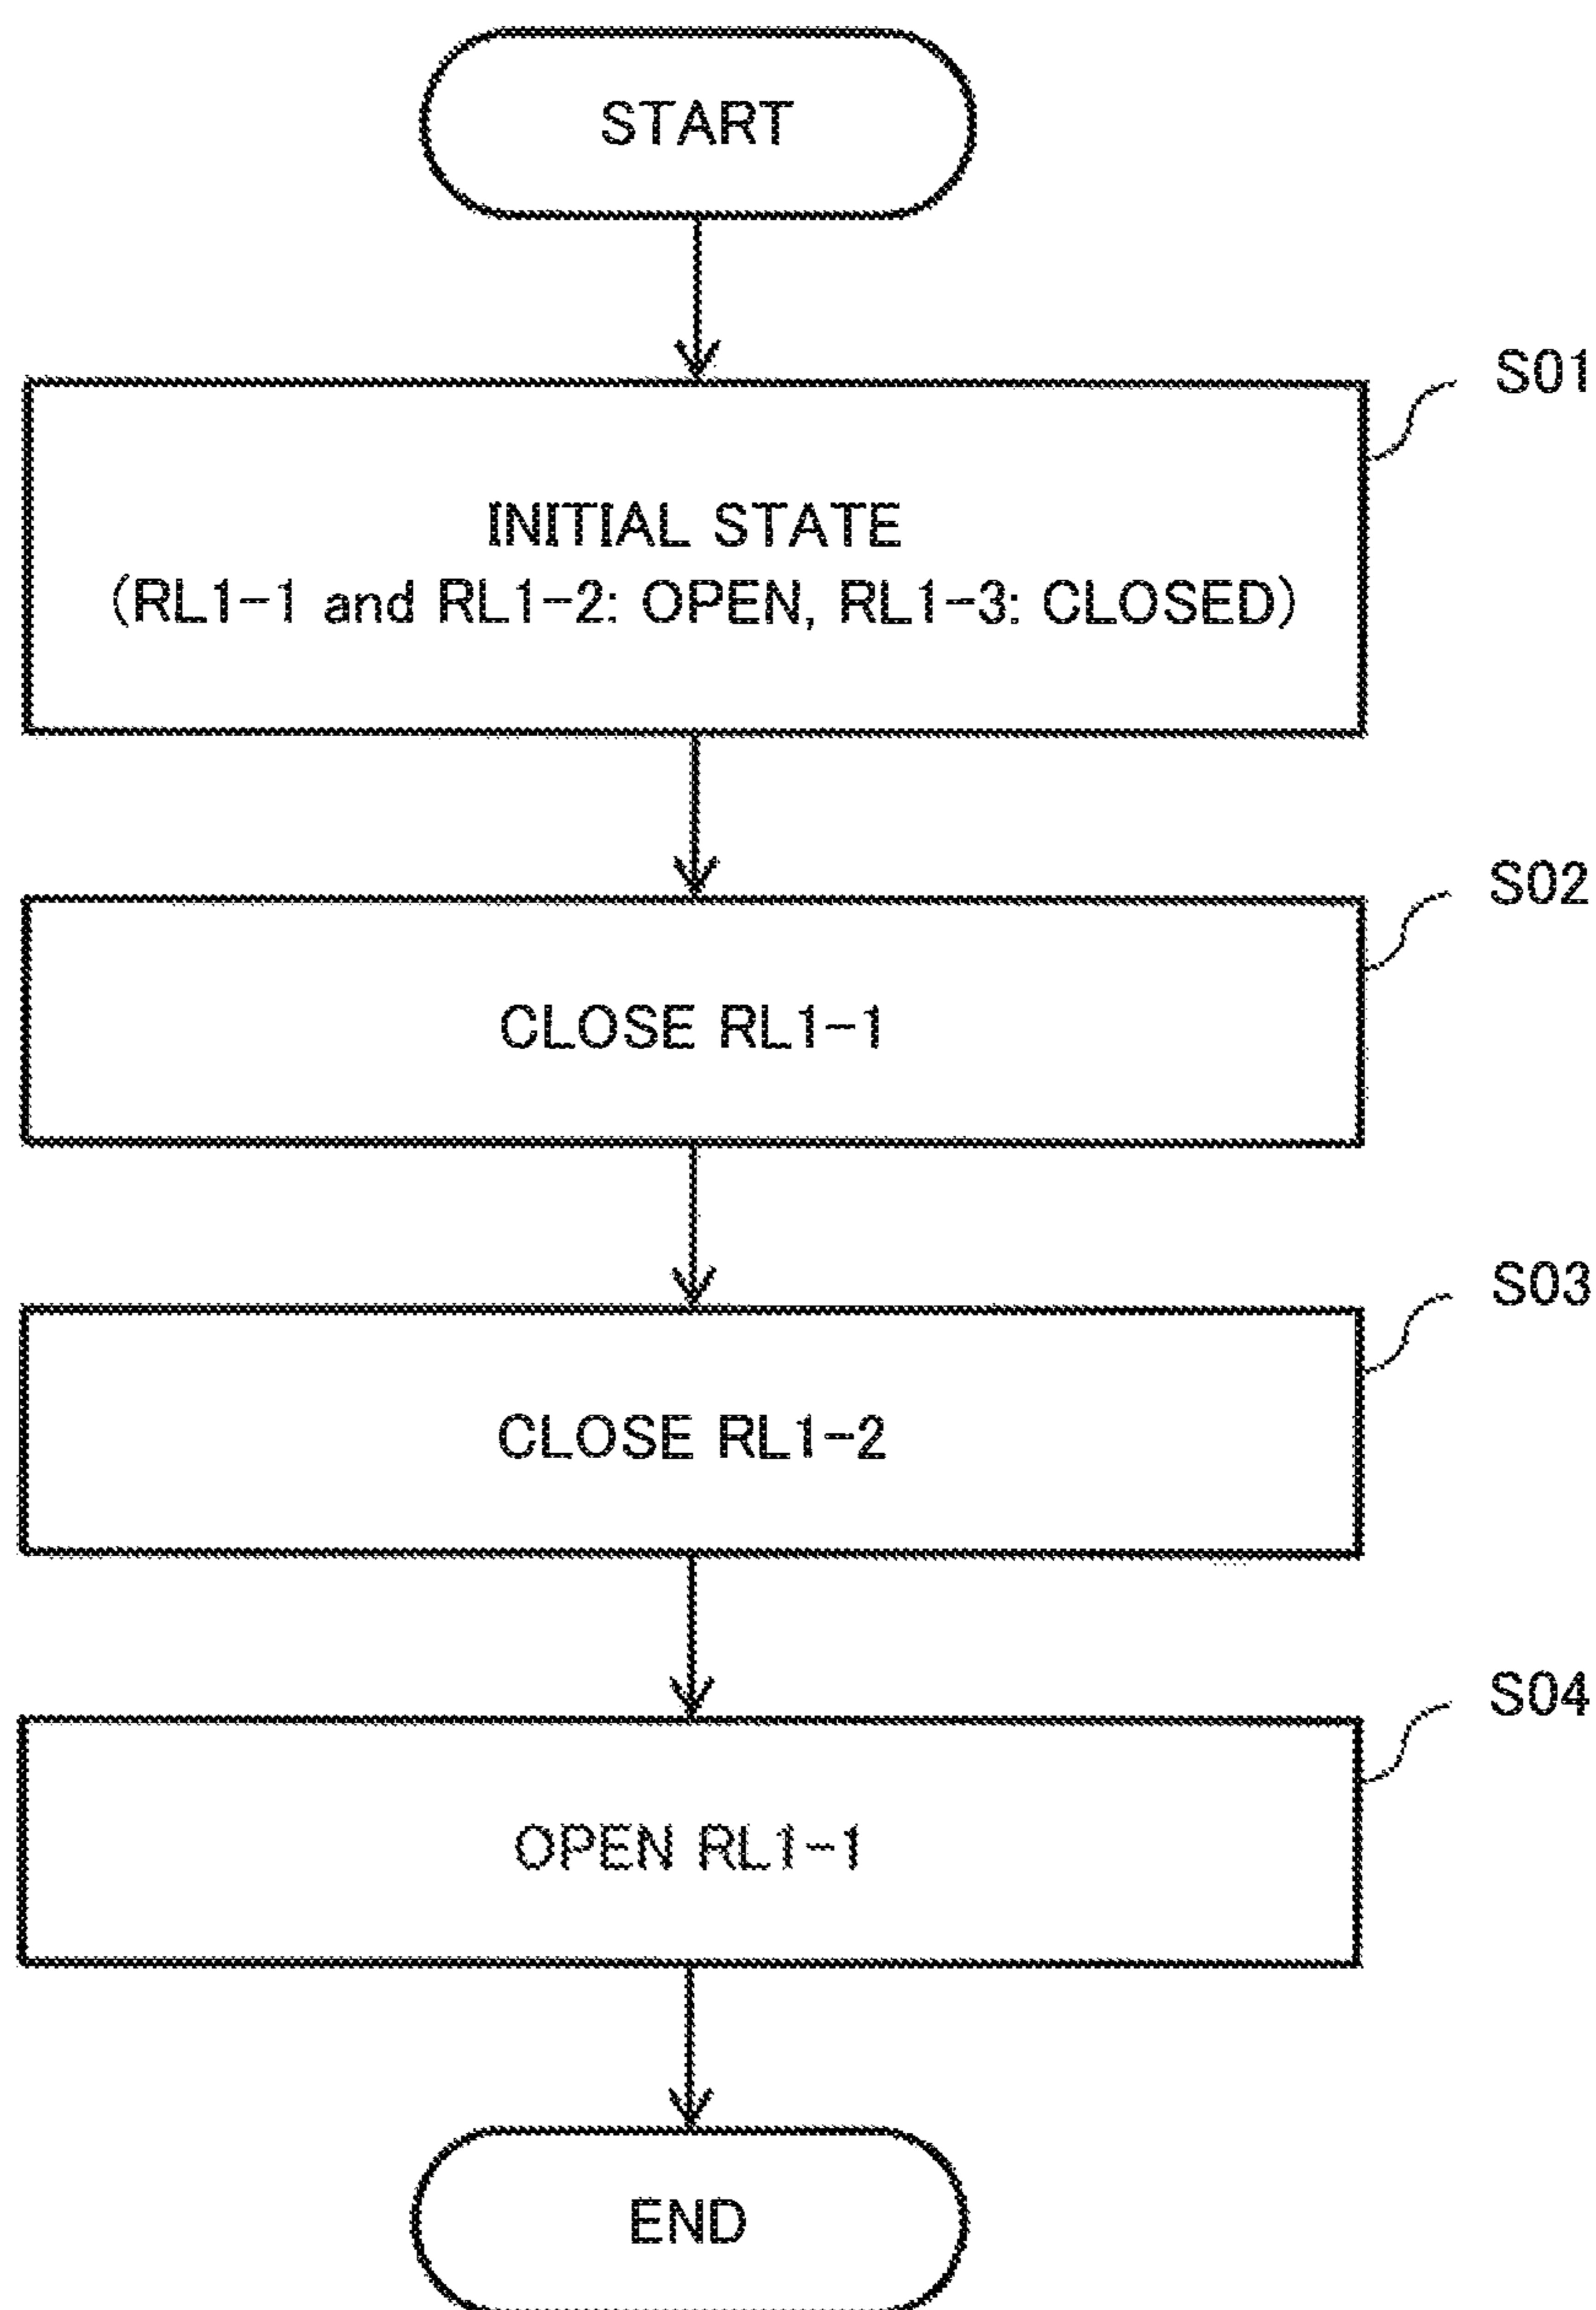 START
S01
INITIAL STATE
(RL1-1 and RL1-2: OPEN, RL1-3: CLOSED)
S02
CLOSE RL1-1
S03
CLOSE RL1-2
S04
OPEN RL1-1
END